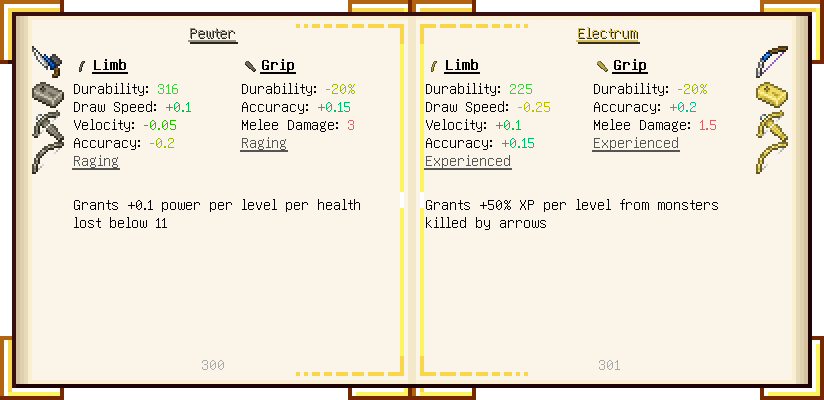 Pewter
Limb
Durability: 316
Draw Speed: +0.1
Velocity: -0.05
Accuracy: -0.2
Raging
Grip
Durability: -20%
Accuracy: +0.15
Melee Damage: 3
Raging
Grants +0.1 power per level per health
lost below 11
300
Electrum
Limb
Durability: 225
Draw Speed: -0.25
Velocity: +0.1
Accuracy: +0.15
Experienced
Grip
Durability: -20%
Accuracy: +0.2
Melee Damage: 1.5
Experienced
Grants +50% XP per level from monsters
killed by arrows
301